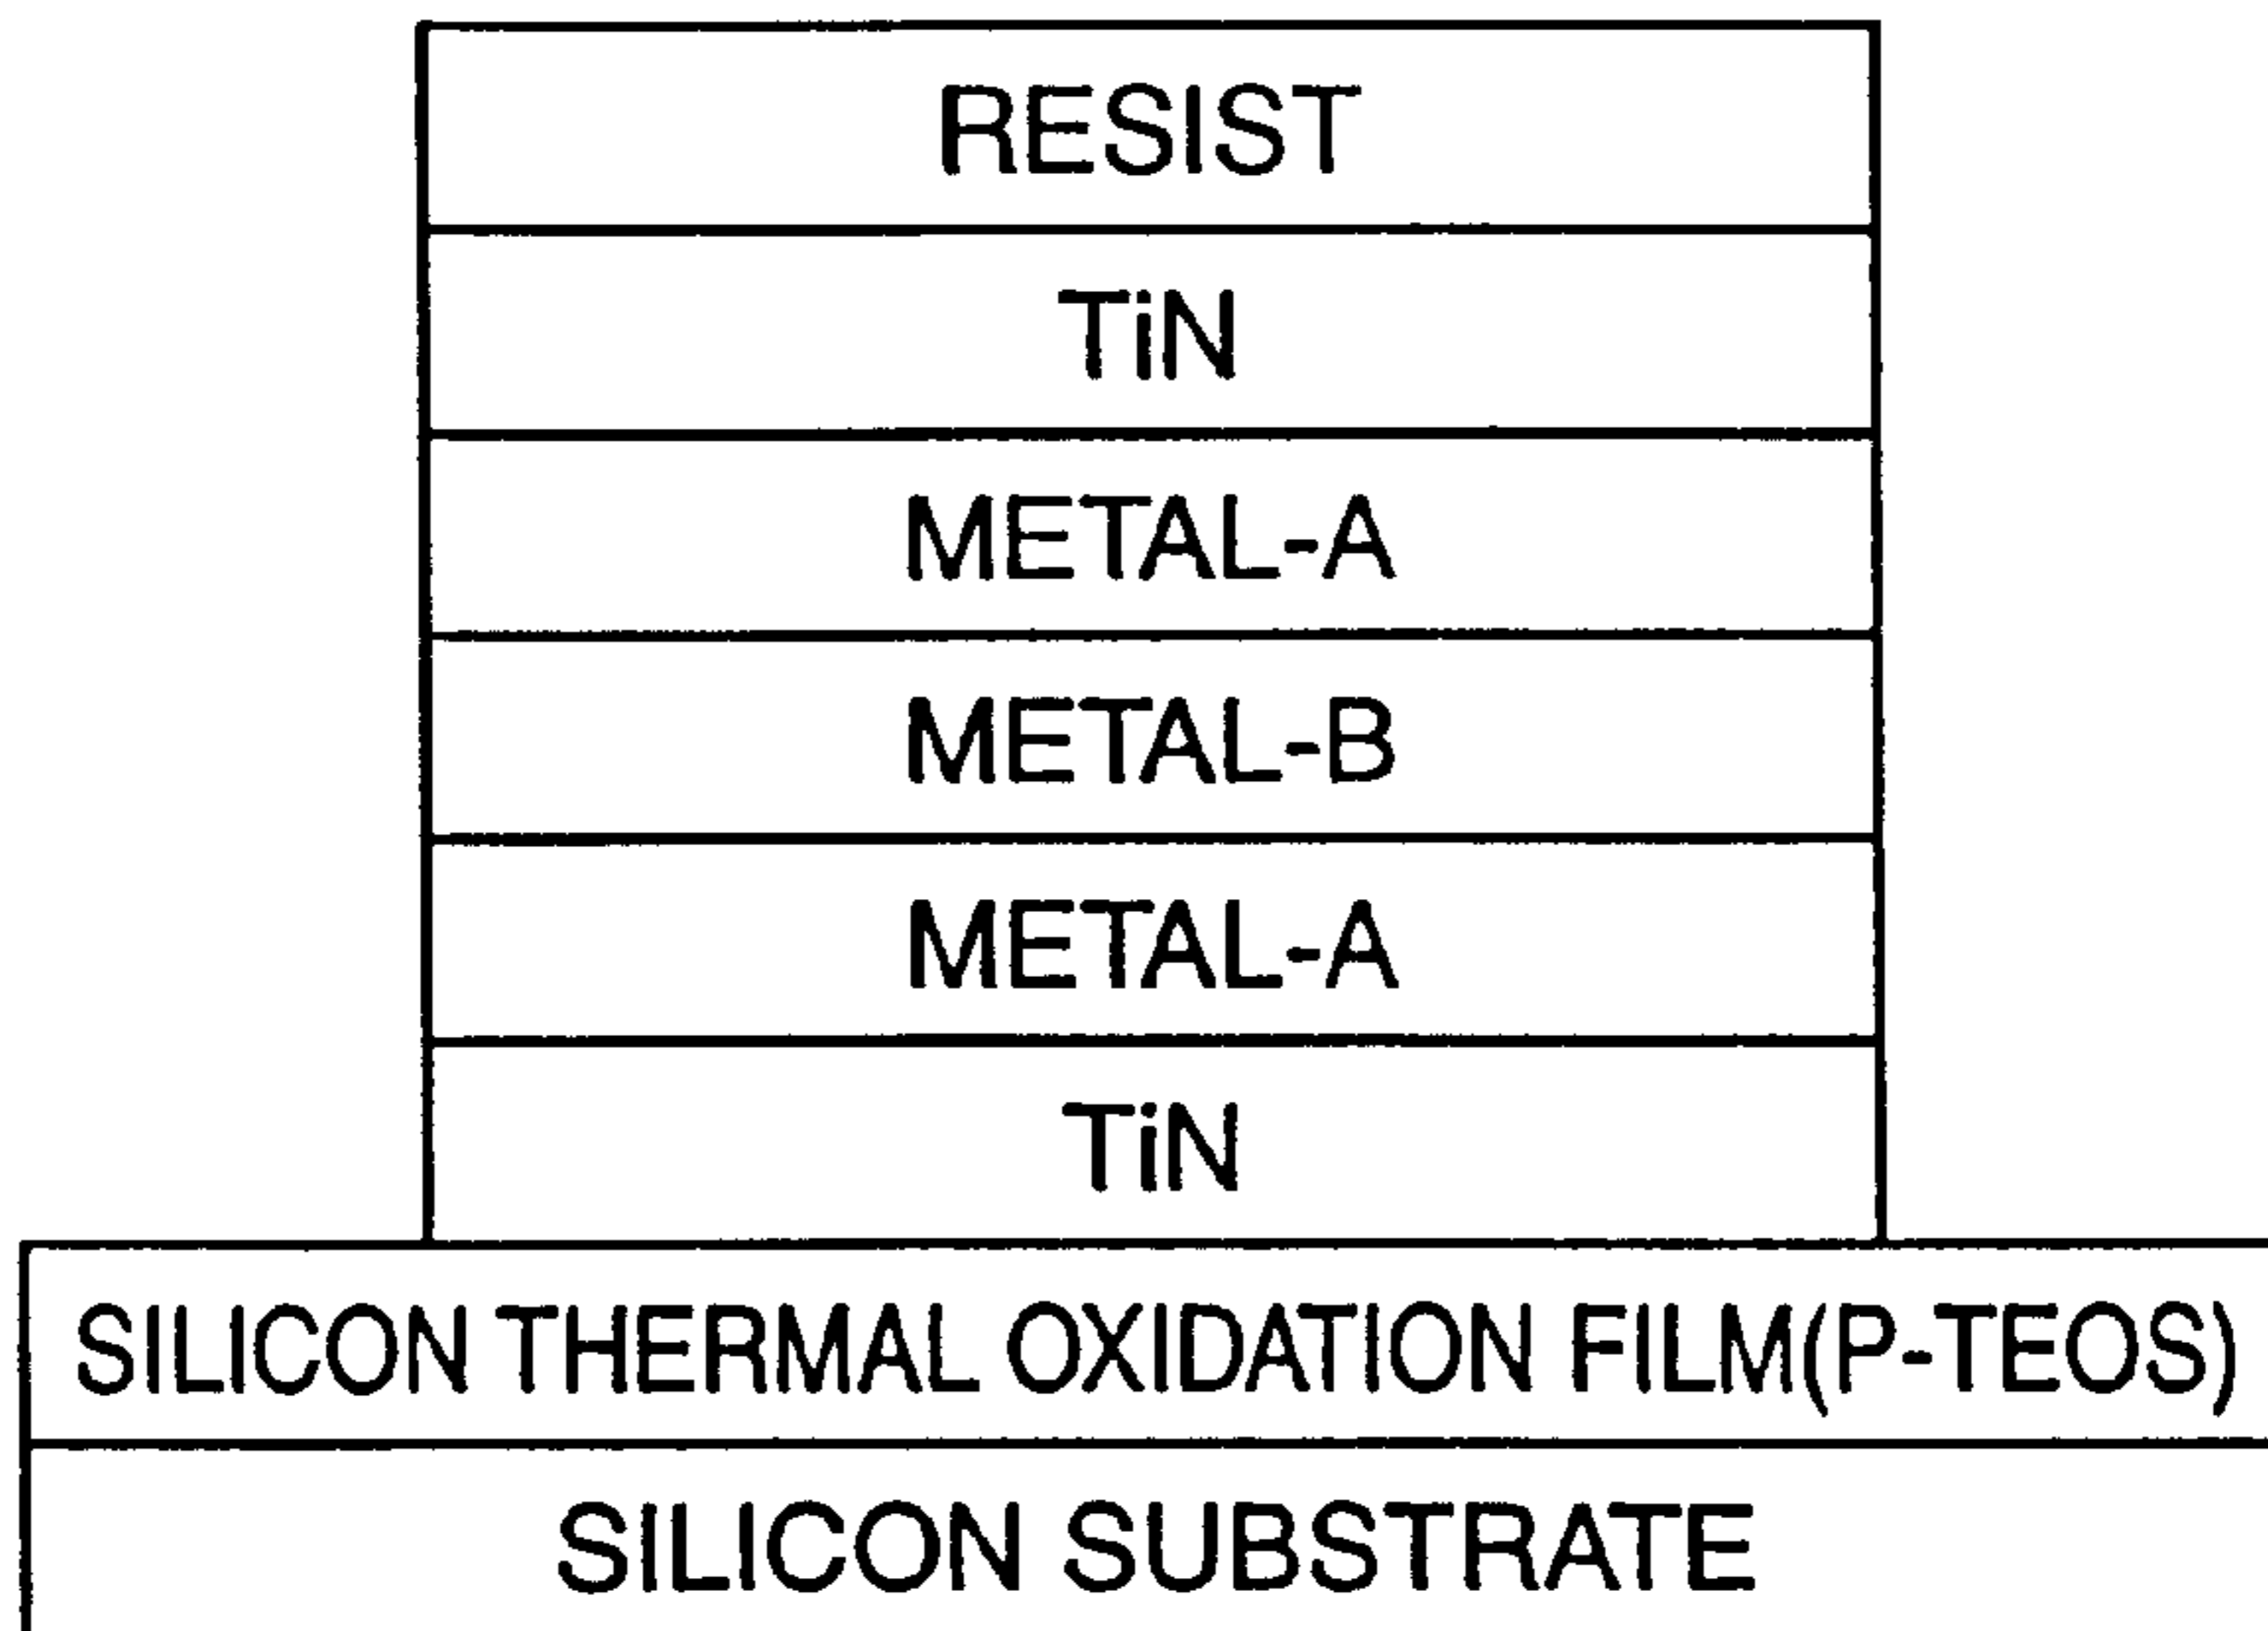 RESIST
TiN
METAL-A
METAL-B
METAL-A
TiN
SILICON THERMAL OXIDATION FILM(P-TEOS)
SILICON SUBSTRATE